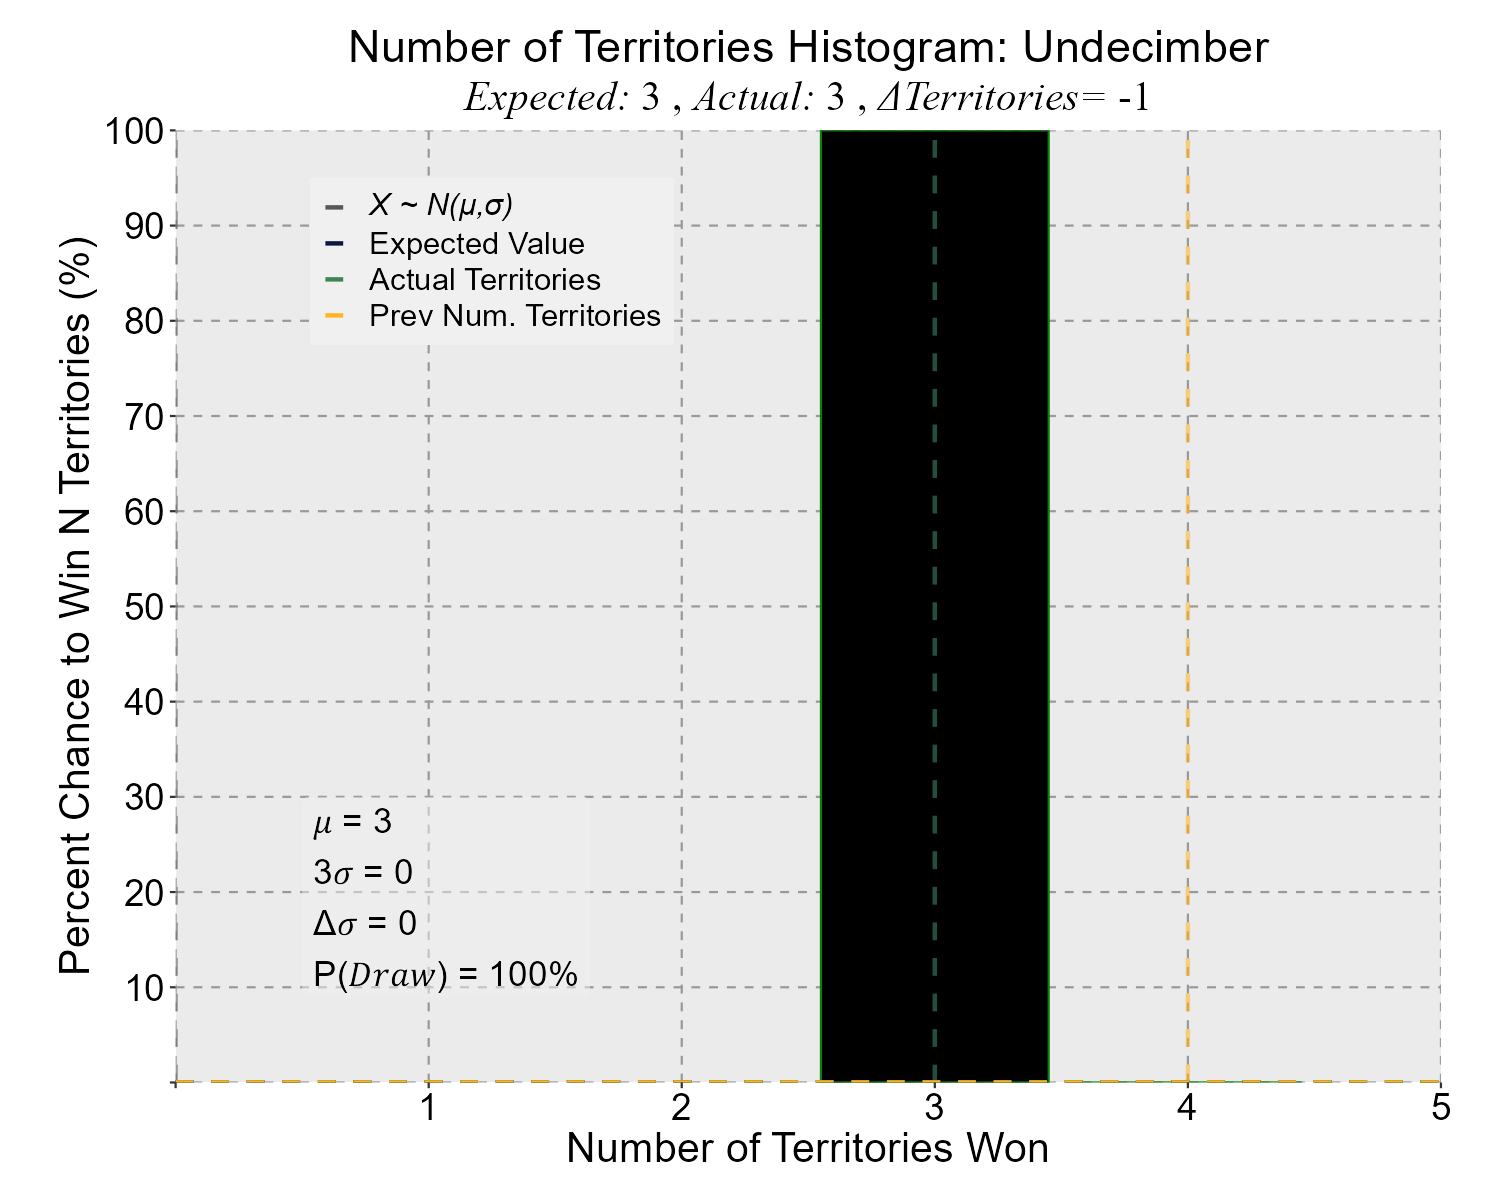 Number of Territories Histogram: Undecimber
Expected: 3 , Actual: 3 , ΔTerritories= -1
Percent Chance to Win N Territories (%)
100
90
80
70
60
50
40
30
20
10
X ~ N(μ,σ)
Expected Value
Actual Territories
Prev Num. Territories
μ = 3
3σ = 0
Δσ = 0
P(Draw) = 100%
1 2 3 4 5
Number of Territories Won